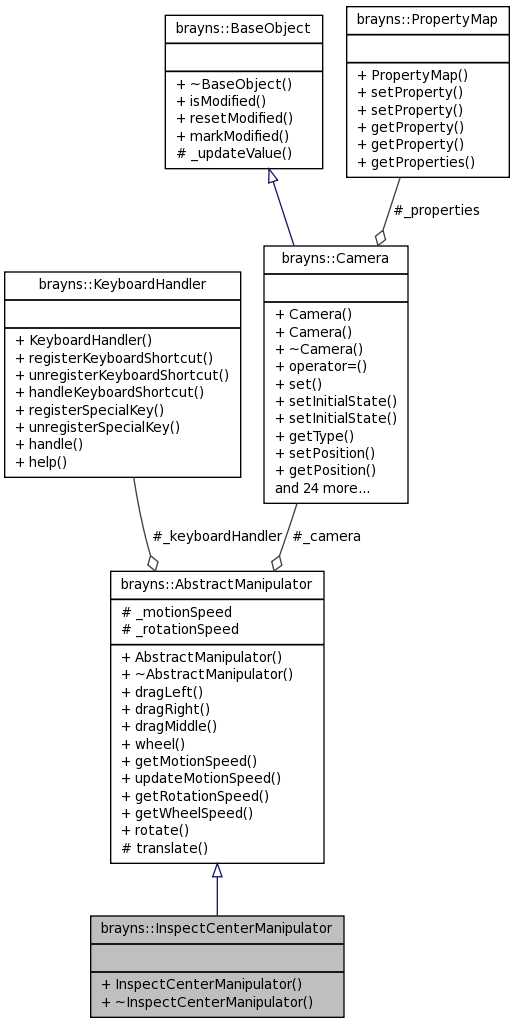 brayns::BaseObject
+ ~BaseObject()
+ isModified()
+ resetModified()
+ markModified()
# _updateValue()
brayns::PropertyMap
+ PropertyMap()
+ setProperty()
+ setProperty()
+ getProperty()
+ getProperty()
+ getProperties()
#_properties
brayns::KeyboardHandler
+ KeyboardHandler()
+ registerKeyboardShortcut()
+ unregisterKeyboardShortcut()
+ handleKeyboardShortcut()
+ registerSpecialKey()
+ unregisterSpecialKey()
+ handle()
+ help()
brayns::Camera
+ Camera()
+ Camera()
+ ~Camera()
+ operator=()
+ set()
+ setInitialState()
+ setInitialState()
+ getType()
+ setPosition()
+ getPosition()
and 24 more...
#_keyboardHandler
#_camera
brayns::AbstractManipulator
# _motionSpeed
# _rotationSpeed
+ AbstractManipulator()
+ ~AbstractManipulator()
+ dragLeft()
+ dragRight()
+ dragMiddle()
+ wheel()
+ getMotionSpeed()
+ updateMotionSpeed()
+ getRotationSpeed()
+ getWheelSpeed()
+ rotate()
# translate()
brayns::InspectCenterManipulator
+ InspectCenterManipulator()
+ ~InspectCenterManipulator()